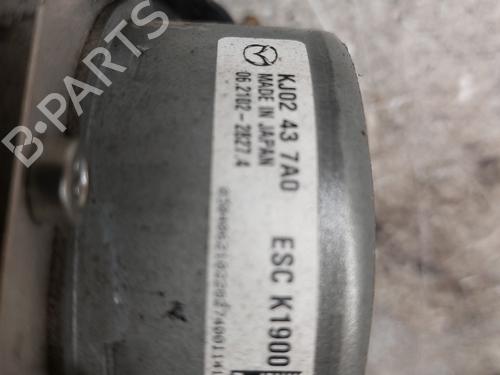 B-PARTS
KJ02 43 7A0
MADE IN JAPAN
06.2102-2827.4
ESC K1900